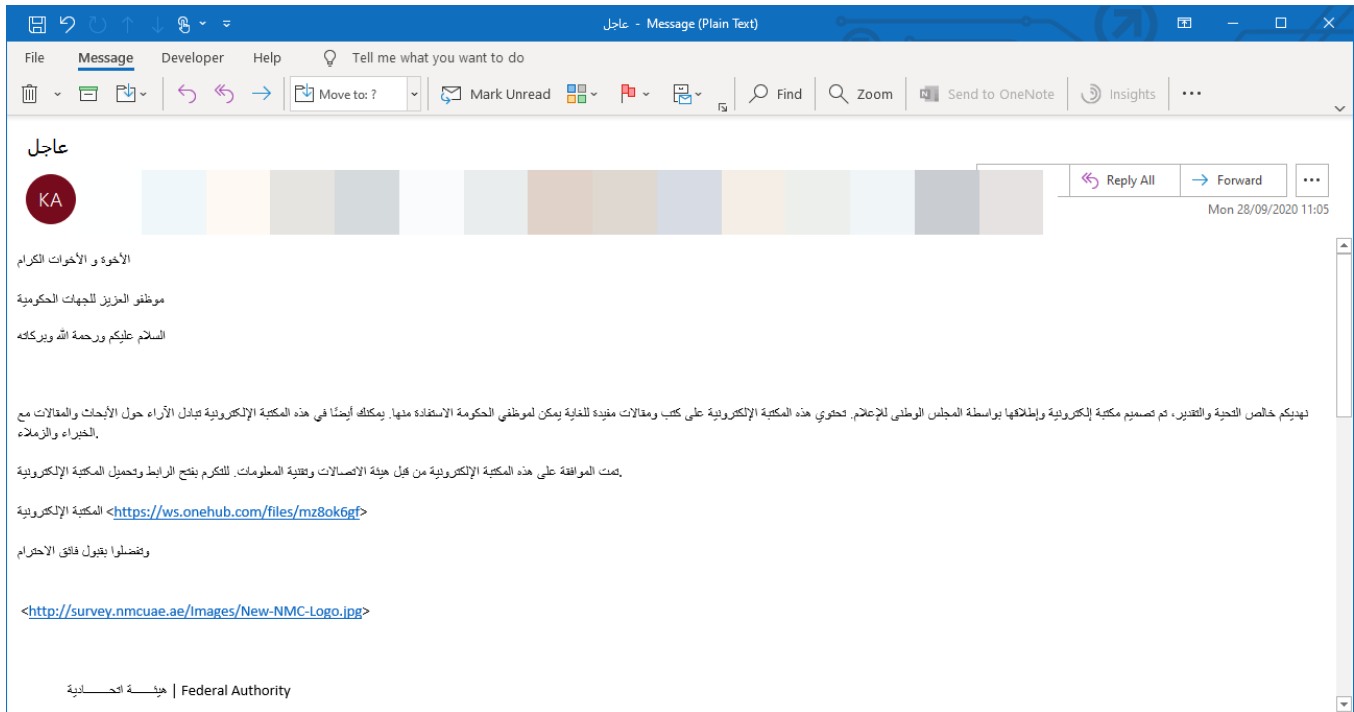 عاجل - Message (Plain Text)
File Message Developer Help Tell me what you want to do
Move to: ? Mark Unread Find Zoom Send to OneNote Insights
عاجل
KA
Reply All Forward
Mon 28/09/2020 11:05
الأخوة و الأخوات الكرام
موظفو العزيز للجهات الحكومية
السلام عليكم ورحمة الله وبركاته
نهديكم خالص التحية والتقدير، تم تصميم مكتبة إلكترونية وإطلاقها بواسطة المجلس الوطنى للإعلام. تحتوي هذه المكتبة الإلكترونية على كتب ومقالات مفيدة للغاية يمكن لموظفي الحكومة الاستفادة منها. يمكنك أيضًا في هذه المكتبة الإلكترونية تبادل الآراء حول الأبحاث والمقالات مع
الخبراء والزملاء.
تمت الموافقة على هذه المكتبة الإلكترونية من قبل هيئة الاتصالات وتقنية المعلومات. للتكرم بفتح الرابط وتحميل المكتبة الإلكترونية.
المكتبة الإلكترونية <https://ws.onehub.com/files/mz8ok6gf>
وتفضلوا بقبول فائق الاحترام
<http://survey.nmcuae.ae/Images/New-NMC-Logo.jpg>
هيئـــــة اتحـــــادية | Federal Authority